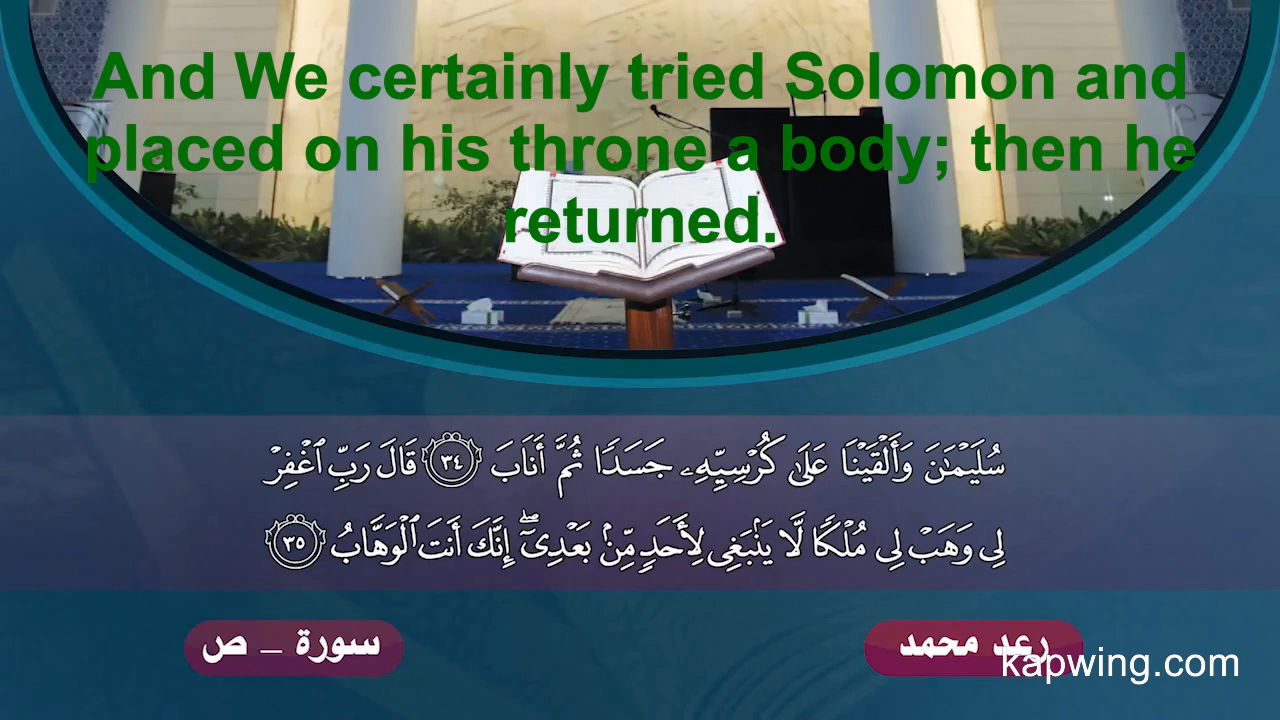 And We certainly tried Solomon and
placed on his throne a body; then he
returned.
سُلَيْمَـٰنَ وَأَلْقَيْنَا عَلَىٰ كُرْسِيِّهِۦ جَسَدًا ثُمَّ أَنَابَ ٣٤ قَالَ رَبِّ ٱغْفِرْ
لِى وَهَبْ لِى مُلْكًا لَّا يَنۢبَغِى لِأَحَدٍ مِّنۢ بَعْدِىٓ ۖ إِنَّكَ أَنتَ ٱلْوَهَّابُ ٣٥
رعد محمد
سورة – ص
kapwing.com